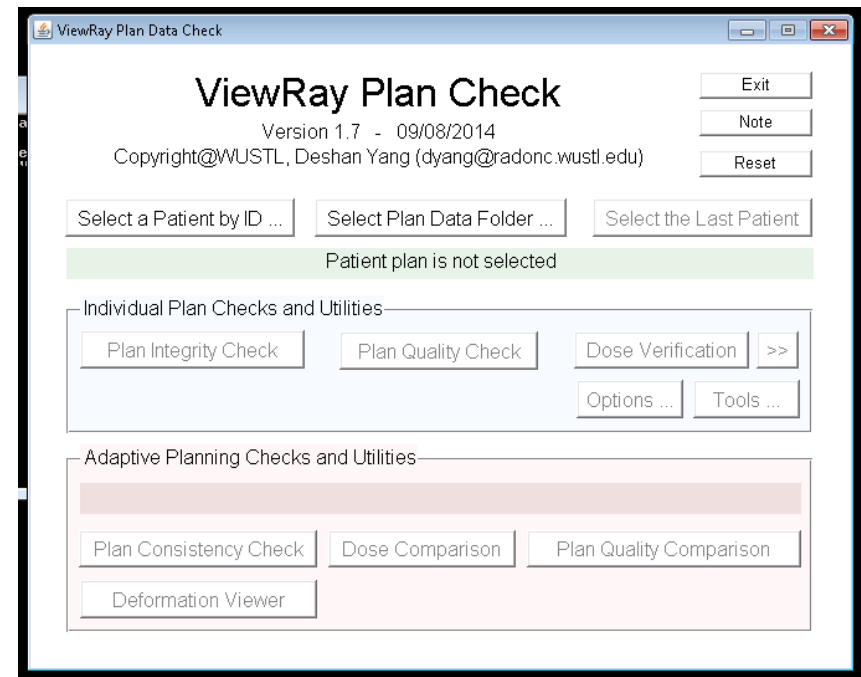 ViewRay Plan Data Check
ViewRay Plan Check
Exit
Version 1.7 - 09/08/2014
Note
Copyright@WUSTL, Deshan Yang (dyang@radonc.wustl.edu)
Reset
Select a Patient by ID ... Select Plan Data Folder ... Select the Last Patient
Patient plan is not selected
Individual Plan Checks and Utilities
Plan Integrity Check Plan Quality Check Dose Verification >>
Options ... Tools ...
Adaptive Planning Checks and Utilities
Plan Consistency Check Dose Comparison Plan Quality Comparison
Deformation Viewer